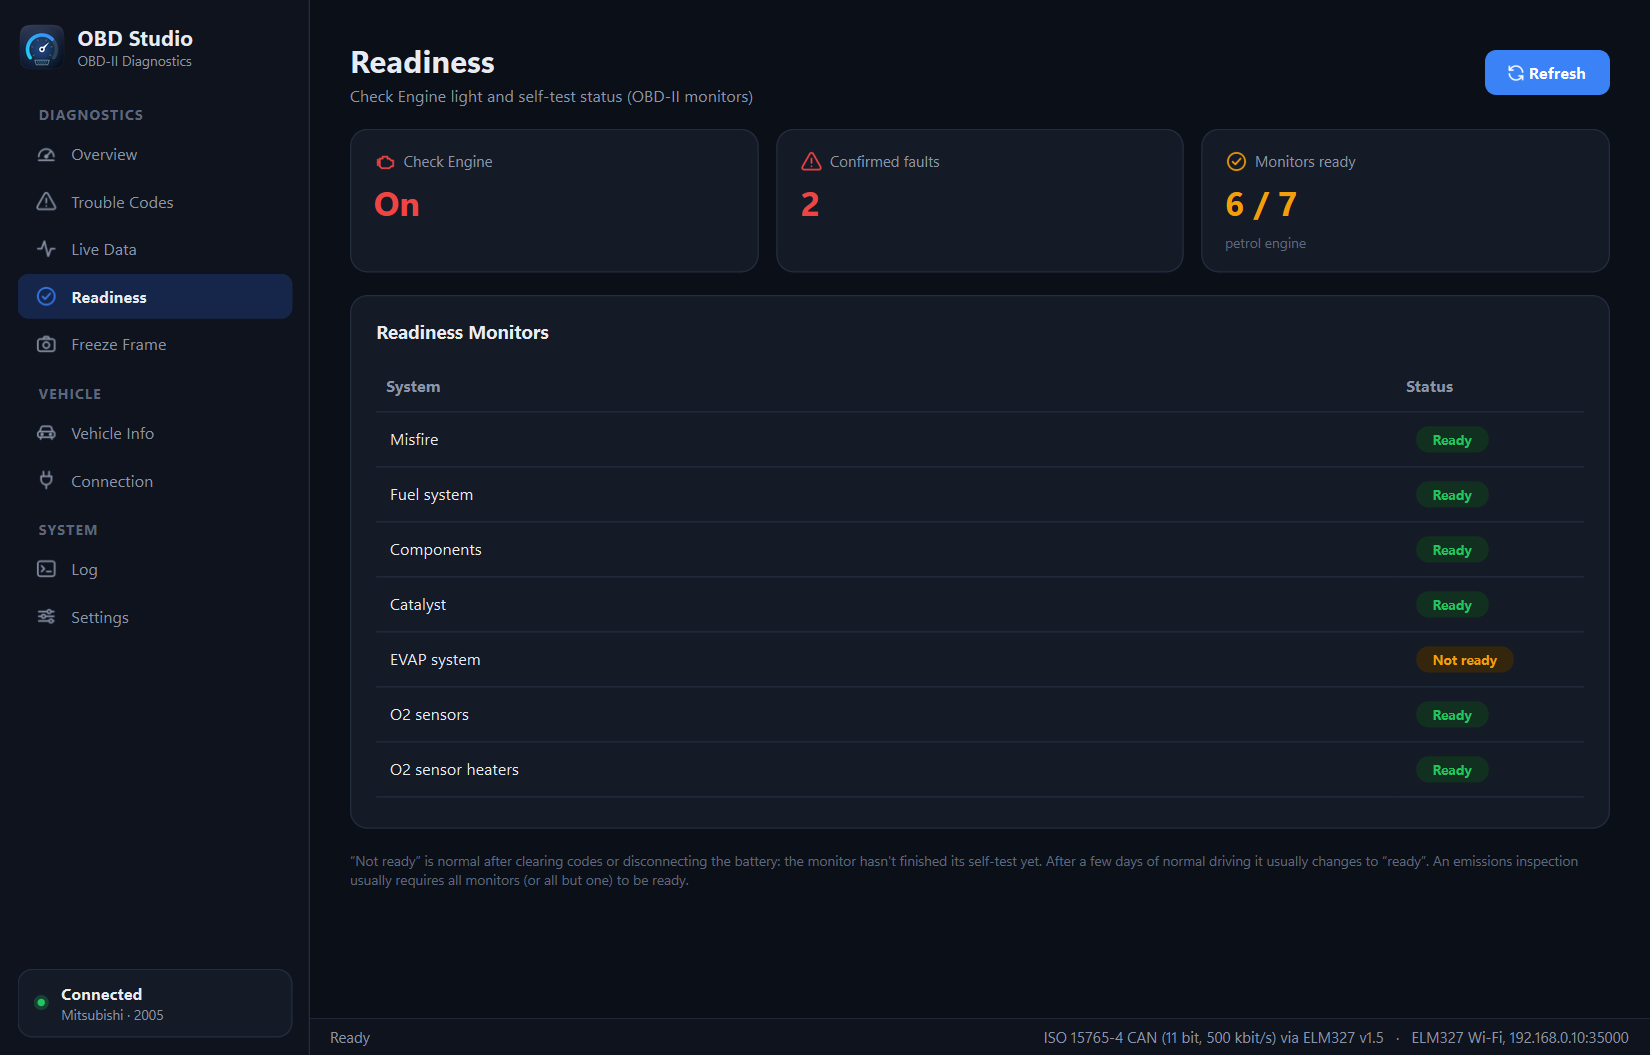 OBD Studio
OBD-II Diagnostics
DIAGNOSTICS
Overview
Trouble Codes
Live Data
Readiness
Freeze Frame
VEHICLE
Vehicle Info
Connection
SYSTEM
Log
Settings
Connected
Mitsubishi · 2005
Readiness
Check Engine light and self-test status (OBD-II monitors)
Refresh
Check Engine
On
Confirmed faults
2
Monitors ready
6 / 7
petrol engine
Readiness Monitors
System Status
Misfire Ready
Fuel system Ready
Components Ready
Catalyst Ready
EVAP system Not ready
O2 sensors Ready
O2 sensor heaters Ready
“Not ready” is normal after clearing codes or disconnecting the battery: the monitor hasn't finished its self-test yet. After a few days of normal driving it usually changes to “ready”. An emissions inspection
usually requires all monitors (or all but one) to be ready.
Ready
ISO 15765-4 CAN (11 bit, 500 kbit/s) via ELM327 v1.5 · ELM327 Wi-Fi, 192.168.0.10:35000